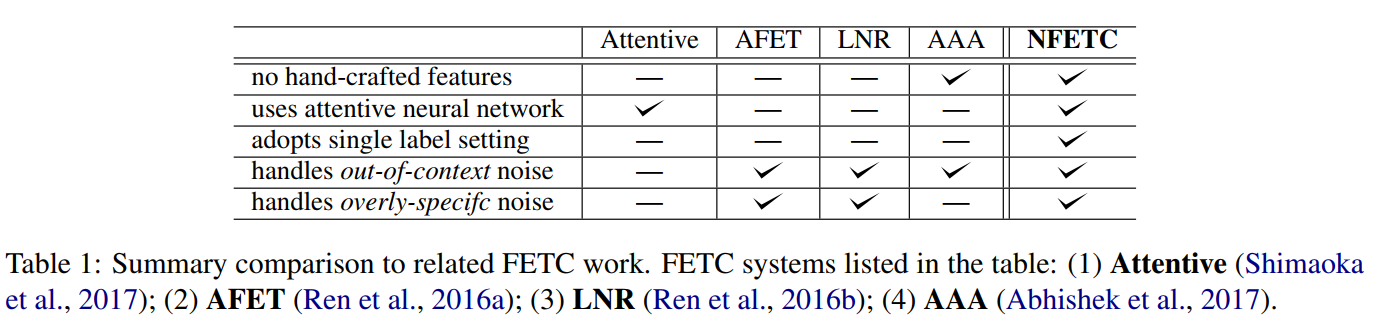 Attentive AFET LNR AAA NFETC
no hand-crafted features — — — ✓ ✓
uses attentive neural network ✓ — — — ✓
adopts single label setting — — — — ✓
handles out-of-context noise — ✓ ✓ ✓ ✓
handles overly-specifc noise — ✓ ✓ — ✓
Table 1: Summary comparison to related FETC work. FETC systems listed in the table: (1) Attentive (Shimaoka
et al., 2017); (2) AFET (Ren et al., 2016a); (3) LNR (Ren et al., 2016b); (4) AAA (Abhishek et al., 2017).